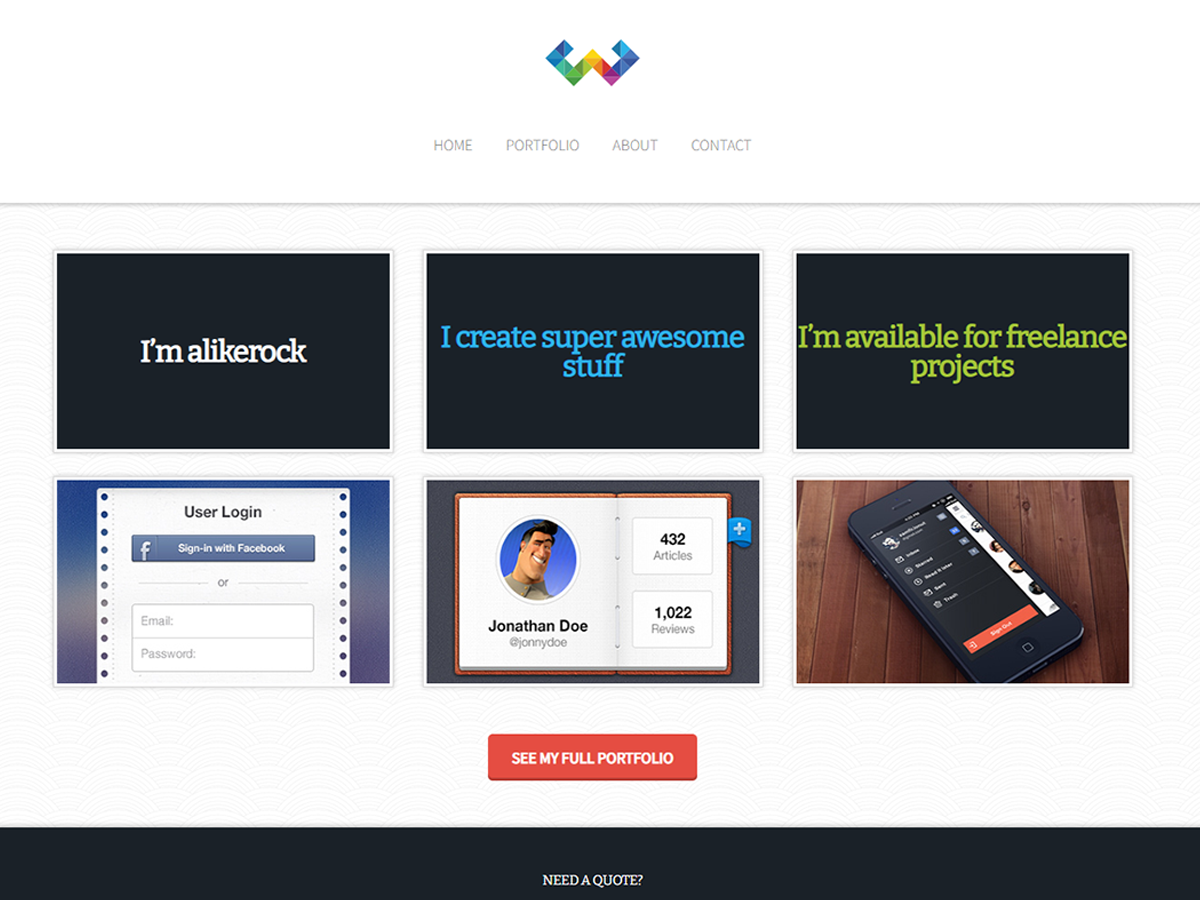 HOME PORTFOLIO ABOUT CONTACT
I'm alikerock
I create super awesome
stuff
I'm available for freelance
projects
User Login
f Sign-in with Facebook
or
Email:
Password:
Jonathan Doe
@jonnydoe
432
Articles
1,022
Reviews
Inbox
Starred
Read it later
Sent
Trash
Sign Out
SEE MY FULL PORTFOLIO
NEED A QUOTE?